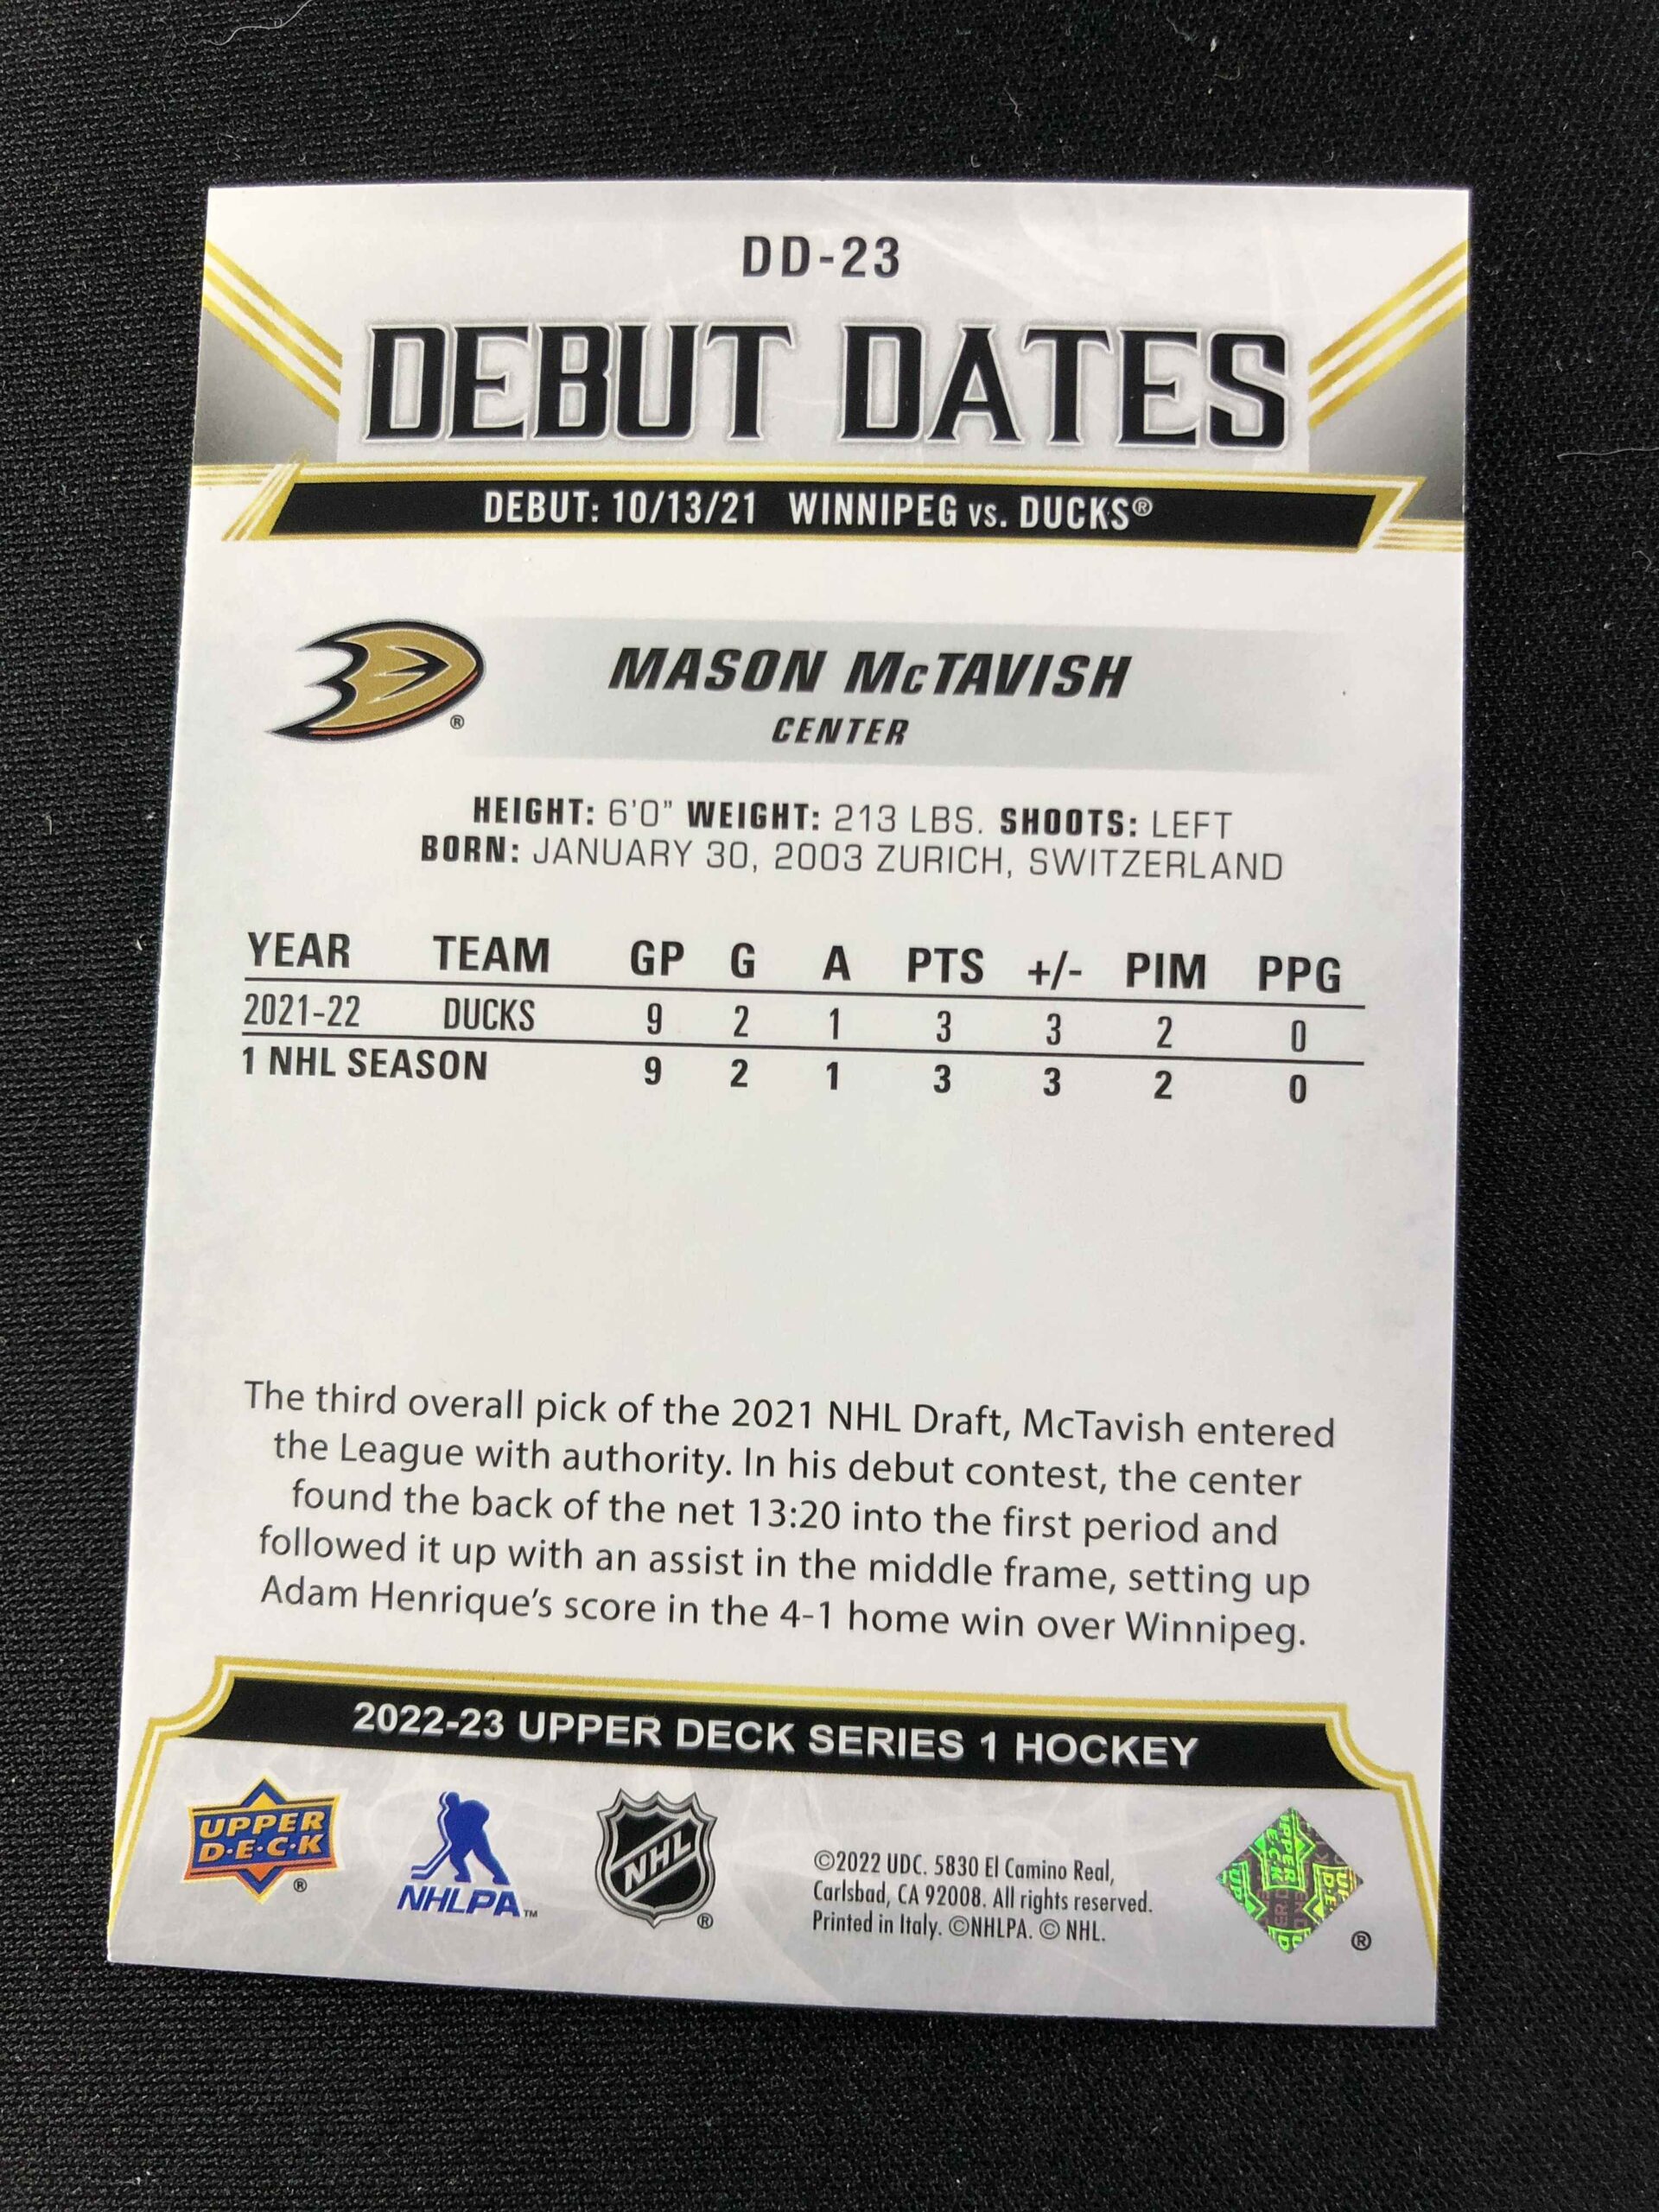 DD-23
DEBUT DATES
DEBUT: 10/13/21 WINNIPEG VS. DUCKS®
®
MASON McTAVISH
CENTER
HEIGHT: 6'0" WEIGHT: 213 LBS. SHOOTS: LEFT
BORN: JANUARY 30, 2003 ZURICH, SWITZERLAND
YEAR TEAM GP G A PTS +/- PIM PPG
2021-22 DUCKS 9 2 1 3 3 2 0
1 NHL SEASON 9 2 1 3 3 2 0
The third overall pick of the 2021 NHL Draft, McTavish entered
the League with authority. In his debut contest, the center
found the back of the net 13:20 into the first period and
followed it up with an assist in the middle frame, setting up
Adam Henrique's score in the 4-1 home win over Winnipeg.
2022-23 UPPER DECK SERIES 1 HOCKEY
UPPER
D·E·C·K
®
NHLPA™
NHL
®
©2022 UDC. 5830 El Camino Real,
Carlsbad, CA 92008. All rights reserved.
Printed in Italy. ©NHLPA. © NHL.
UPPER
DECK
®